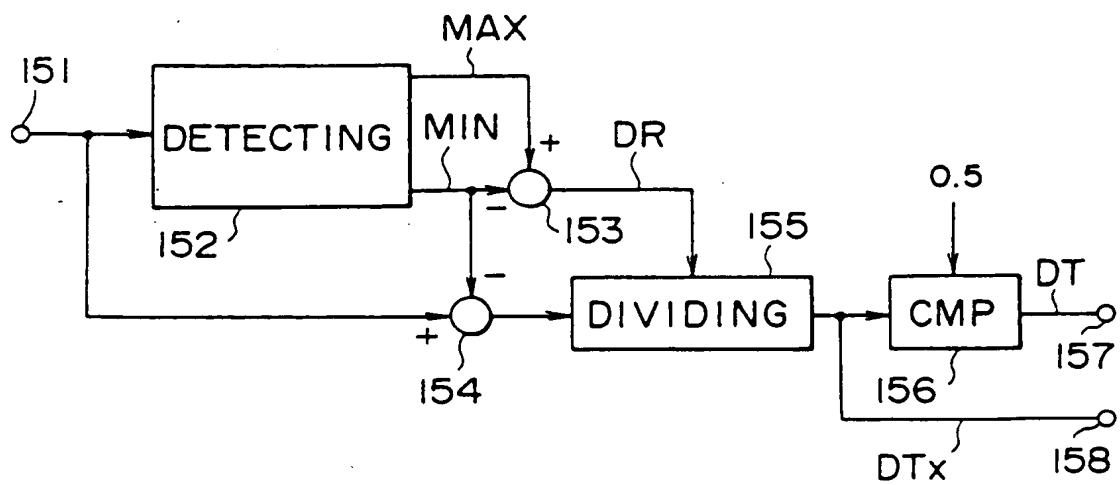 MAX
151
DETECTING
MIN
+
DR
0.5
152
-
153
155
-
DIVIDING
CMP
DT
+
154
156
157
DTx
158